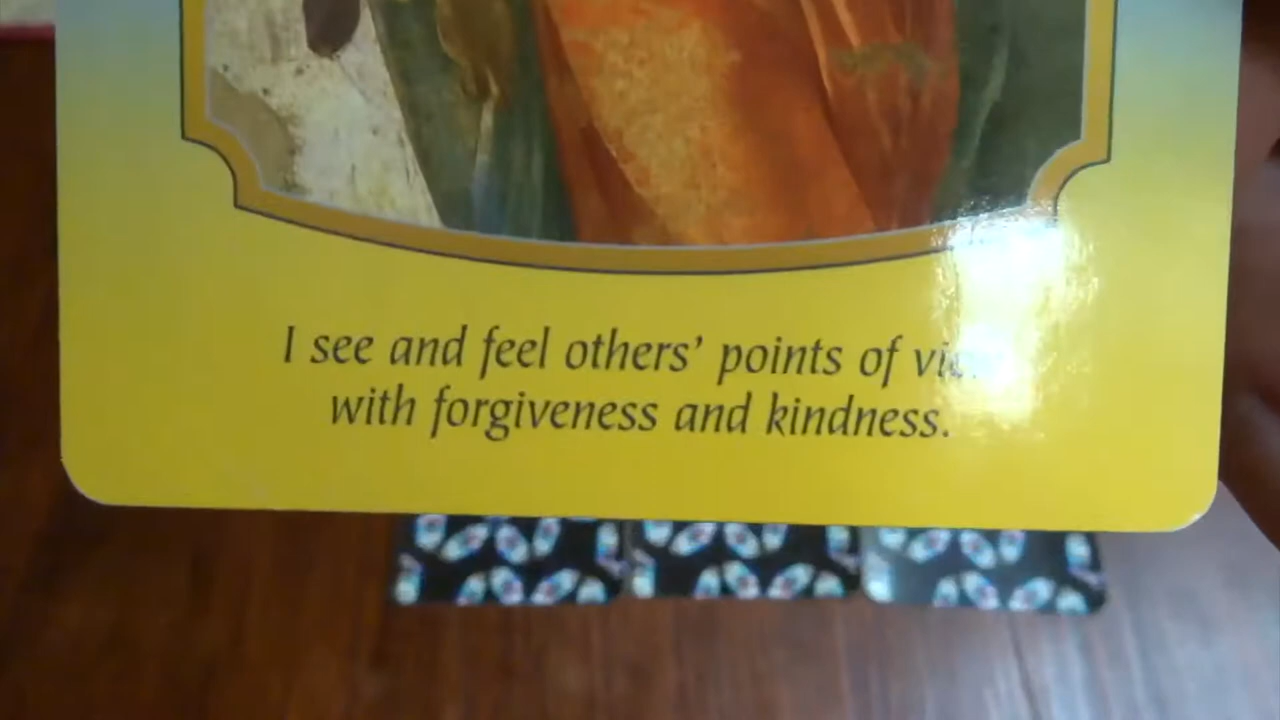 I see and feel others’ points of
with forgiveness and kindness.